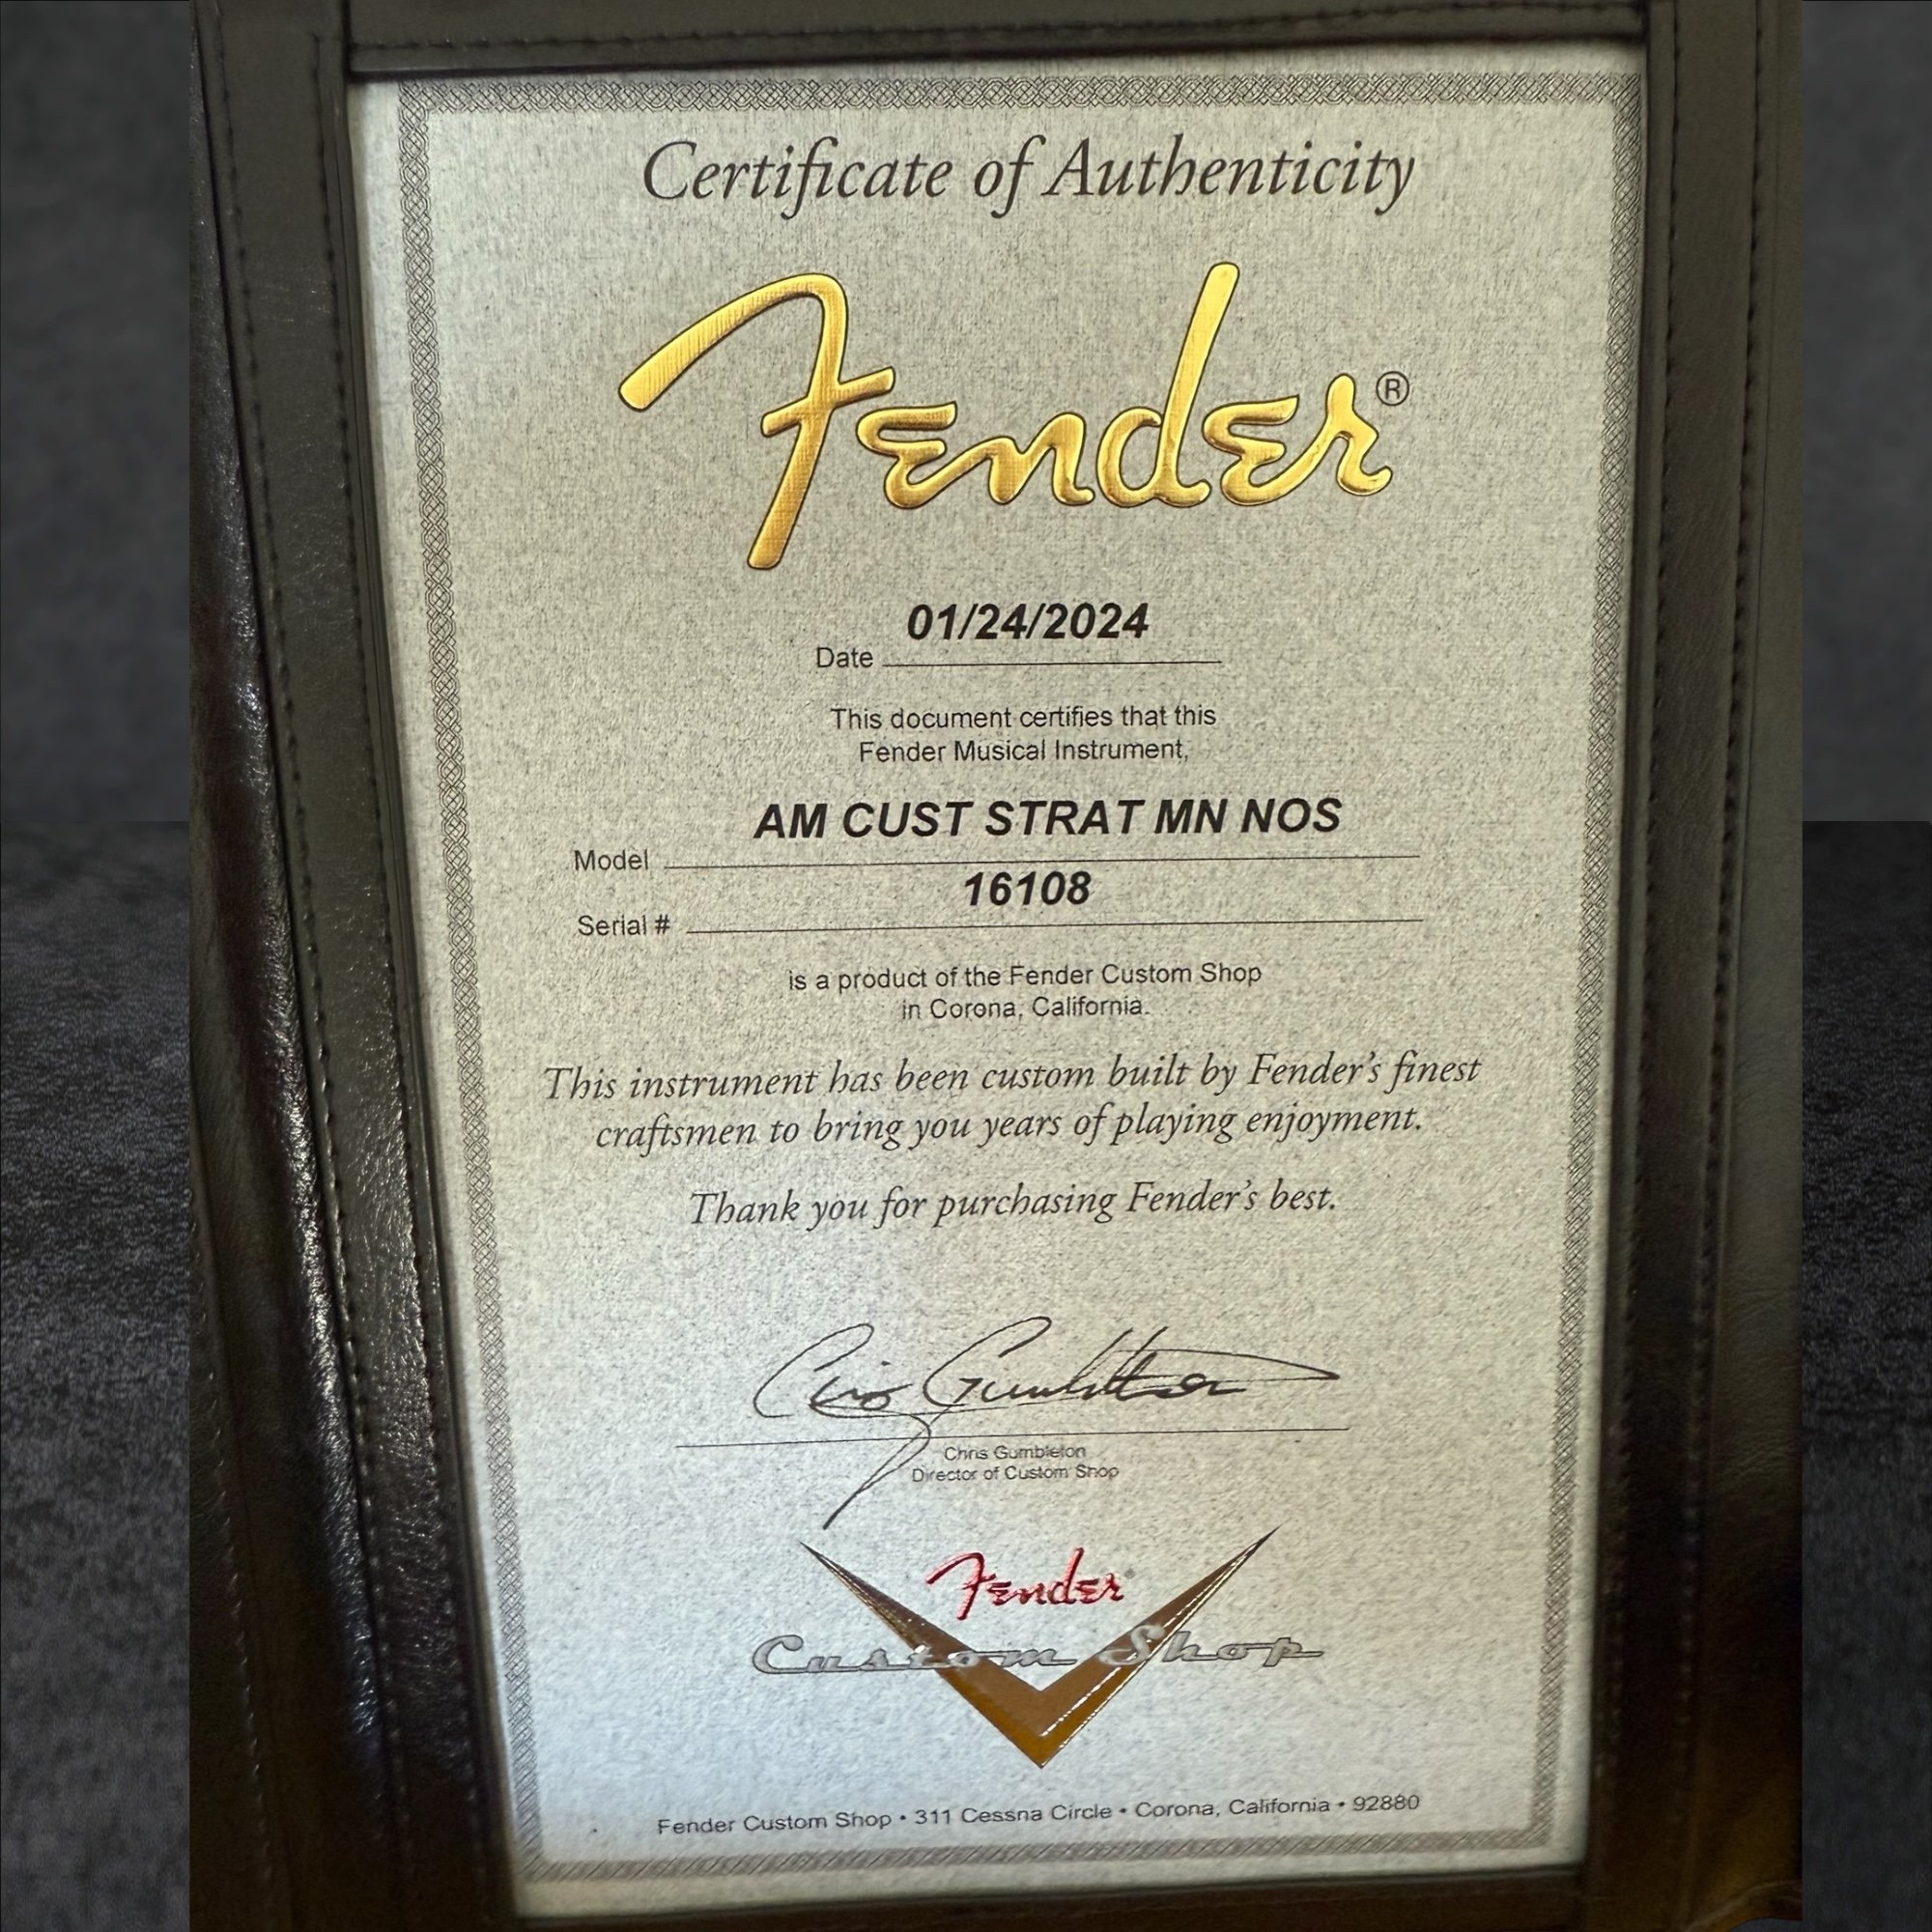 Certificate of Authenticity
Fender®
01/24/2024
Date
This document certifies that this
Fender Musical Instrument,
AM CUST STRAT MN NOS
Model
16108
Serial #
is a product of the Fender Custom Shop
in Corona, California.
This instrument has been custom built by Fender's finest
craftsmen to bring you years of playing enjoyment.
Thank you for purchasing Fender's best.
Chris Gumbleton
Chris Gumbleton
Director of Custom Shop
Fender
Custom Shop
Fender Custom Shop • 311 Cessna Circle • Corona, California • 92880